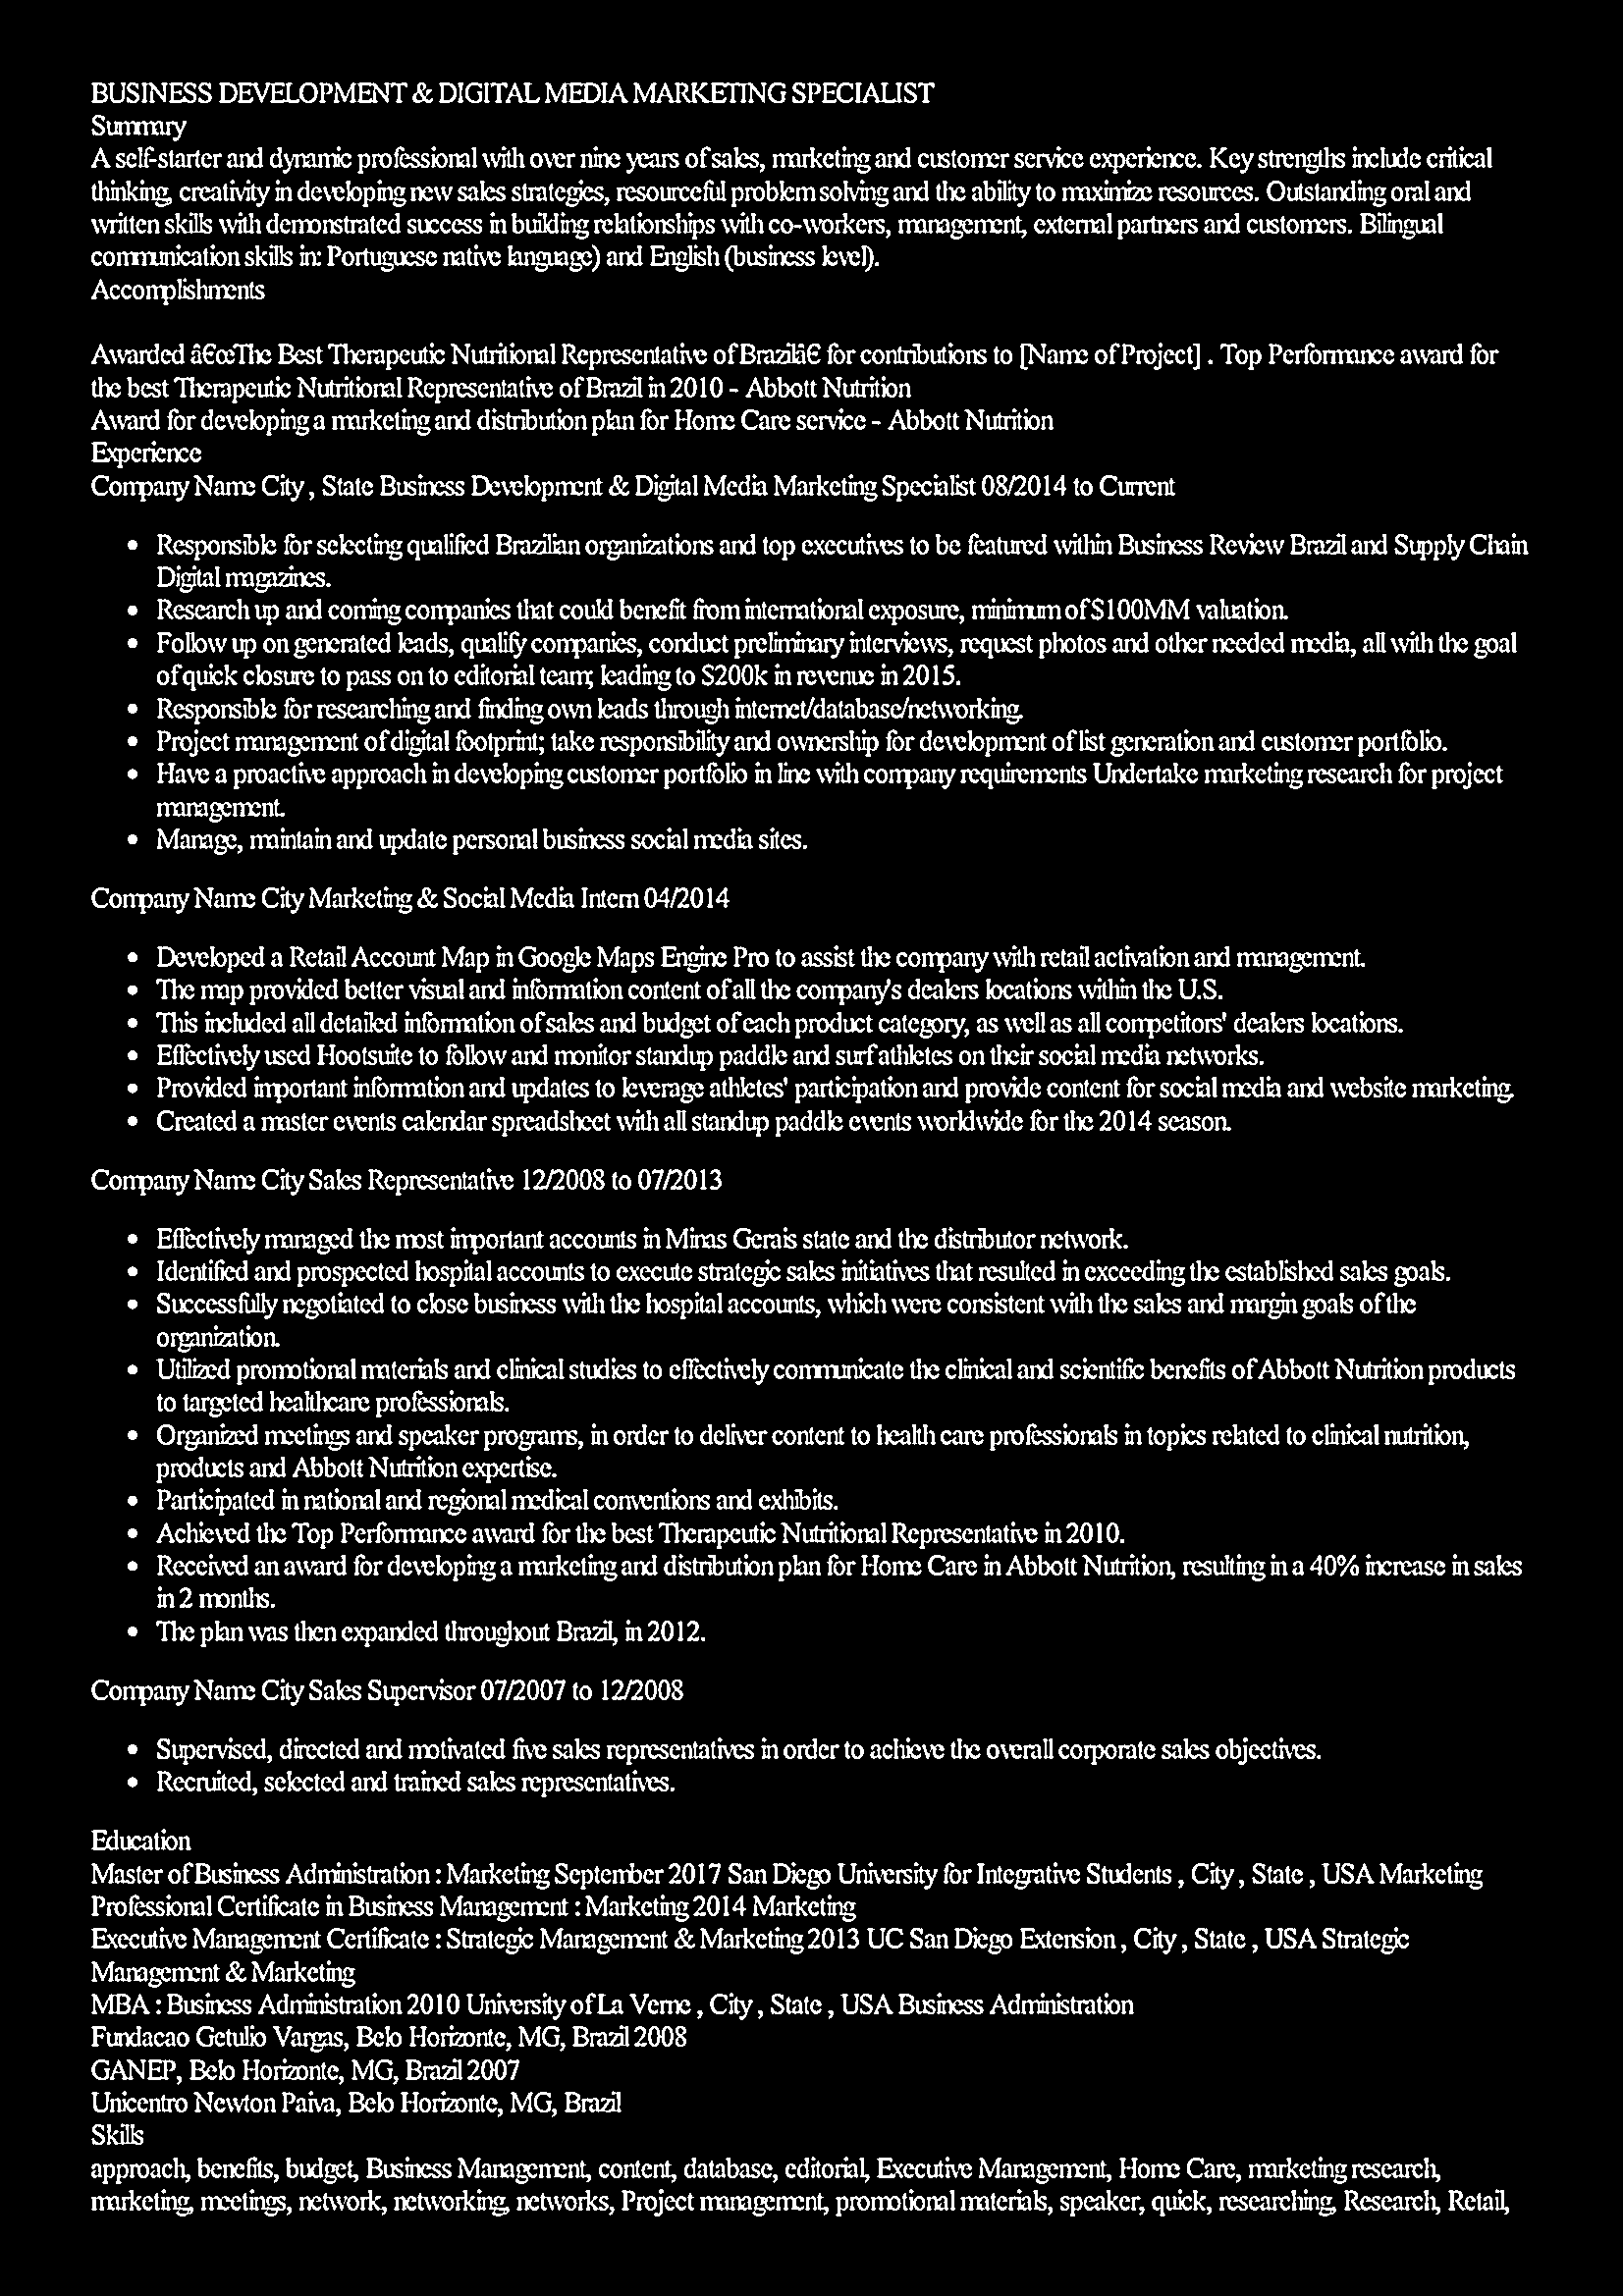 BUSINESS DEVELOPMENT & DIGITAL MEDIA MARKETING SPECIALIST
Summary
A self-starter and dynamic professional with over nine years of sales, marketing and customer service experience. Key strengths include critical
thinking, creativity in developing new sales strategies, resourceful problem solving and the ability to maximize resources. Outstanding oral and
written skills with demonstrated success in building relationships with co-workers, management, external partners and customers. Bilingual
communication skills in: Portuguese native language) and English (business level).
Accomplishments
Awarded â€œThe Best Therapeutic Nutritional Representative of Brazilâ€ for contributions to [Name of Project] . Top Performance award for
the best Therapeutic Nutritional Representative of Brazil in 2010 - Abbott Nutrition
Award for developing a marketing and distribution plan for Home Care service - Abbott Nutrition
Experience
Company Name City , State Business Development & Digital Media Marketing Specialist 08/2014 to Current
• Responsible for selecting qualified Brazilian organizations and top executives to be featured within Business Review Brazil and Supply Chain
Digital magazines.
• Research up and coming companies that could benefit from international exposure, minimum of $100MM valuation.
• Follow up on generated leads, qualify companies, conduct preliminary interviews, request photos and other needed media, all with the goal
of quick closure to pass on to editorial team; leading to $200k in revenue in 2015.
• Responsible for researching and finding own leads through internet/database/networking.
• Project management of digital footprint; take responsibility and ownership for development of list generation and customer portfolio.
• Have a proactive approach in developing customer portfolio in line with company requirements Undertake marketing research for project
management.
• Manage, maintain and update personal business social media sites.
Company Name City Marketing & Social Media Intern 04/2014
• Developed a Retail Account Map in Google Maps Engine Pro to assist the company with retail activation and management.
• The map provided better visual and information content of all the company's dealers locations within the U.S.
• This included all detailed information of sales and budget of each product category, as well as all competitors' dealers locations.
• Effectively used Hootsuite to follow and monitor standup paddle and surf athletes on their social media networks.
• Provided important information and updates to leverage athletes' participation and provide content for social media and website marketing.
• Created a master events calendar spreadsheet with all standup paddle events worldwide for the 2014 season.
Company Name City Sales Representative 12/2008 to 07/2013
• Effectively managed the most important accounts in Minas Gerais state and the distributor network.
• Identified and prospected hospital accounts to execute strategic sales initiatives that resulted in exceeding the established sales goals.
• Successfully negotiated to close business with the hospital accounts, which were consistent with the sales and margin goals of the
organization.
• Utilized promotional materials and clinical studies to effectively communicate the clinical and scientific benefits of Abbott Nutrition products
to targeted healthcare professionals.
• Organized meetings and speaker programs, in order to deliver content to health care professionals in topics related to clinical nutrition,
products and Abbott Nutrition expertise.
• Participated in national and regional medical conventions and exhibits.
• Achieved the Top Performance award for the best Therapeutic Nutritional Representative in 2010.
• Received an award for developing a marketing and distribution plan for Home Care in Abbott Nutrition, resulting in a 40% increase in sales
in 2 months.
• The plan was then expanded throughout Brazil, in 2012.
Company Name City Sales Supervisor 07/2007 to 12/2008
• Supervised, directed and motivated five sales representatives in order to achieve the overall corporate sales objectives.
• Recruited, selected and trained sales representatives.
Education
Master of Business Administration : Marketing September 2017 San Diego University for Integrative Students , City , State , USA Marketing
Professional Certificate in Business Management : Marketing 2014 Marketing
Executive Management Certificate : Strategic Management & Marketing 2013 UC San Diego Extension , City , State , USA Strategic
Management & Marketing
MBA : Business Administration 2010 University of La Verne , City , State , USA Business Administration
Fundacao Getulio Vargas, Belo Horizonte, MG, Brazil 2008
GANEP, Belo Horizonte, MG, Brazil 2007
Unicentro Newton Paiva, Belo Horizonte, MG, Brazil
Skills
approach, benefits, budget, Business Management, content, database, editorial, Executive Management, Home Care, marketing research,
marketing, meetings, network, networking, networks, Project management, promotional materials, speaker, quick, researching, Research, Retail,